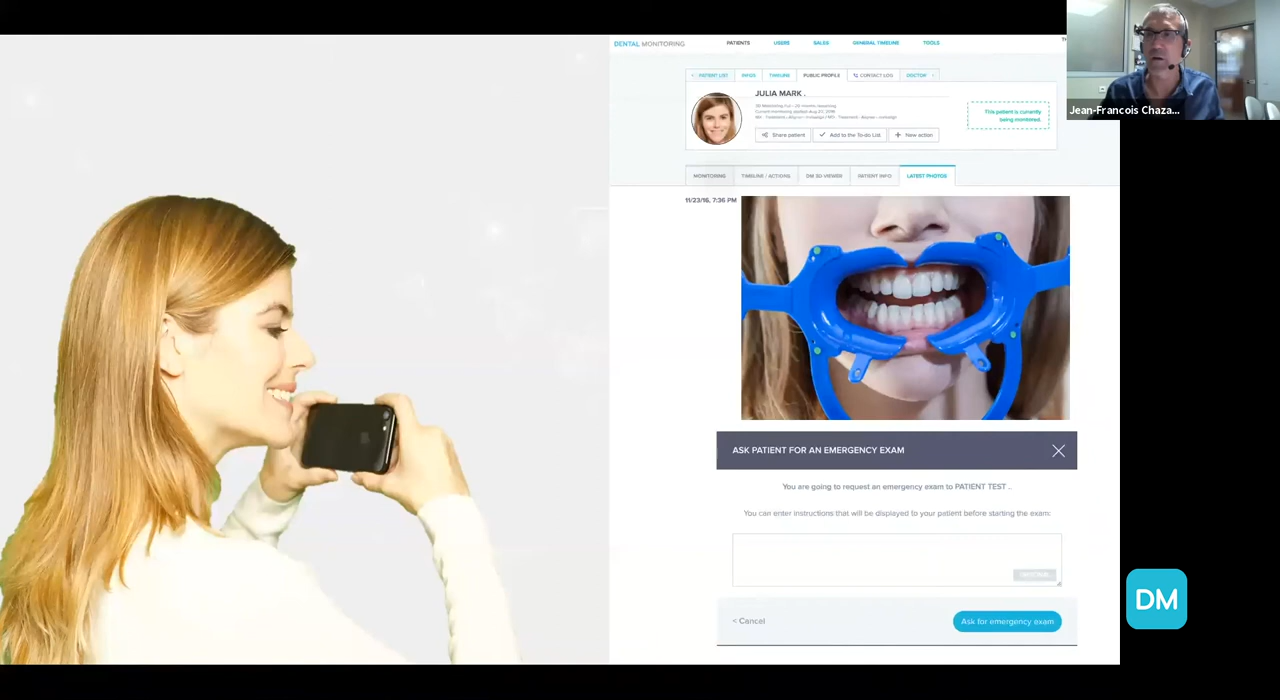 DENTAL MONITORING
PATIENTS
USERS
SALES
GENERAL TIMELINE
TOOLS
PATIENT LIST
INFOS
TIMELINE
PUBLIC PROFILE
CONTACT LOG
DOCTOR
JULIA MARK .
This patient is currently
being monitored.
Share patient
Add to the To-do List
New action
MONITORING
TIMELINE / ACTIONS
DM 3D VIEWER
PATIENT INFO
LATEST PHOTOS
11/23/16, 7:36 PM
ASK PATIENT FOR AN EMERGENCY EXAM
You are going to request an emergency exam to PATIENT TEST ..
You can enter instructions that will be displayed to your patient before starting the exam:
< Cancel
Ask for emergency exam
Jean-Francois Chaza...
DM